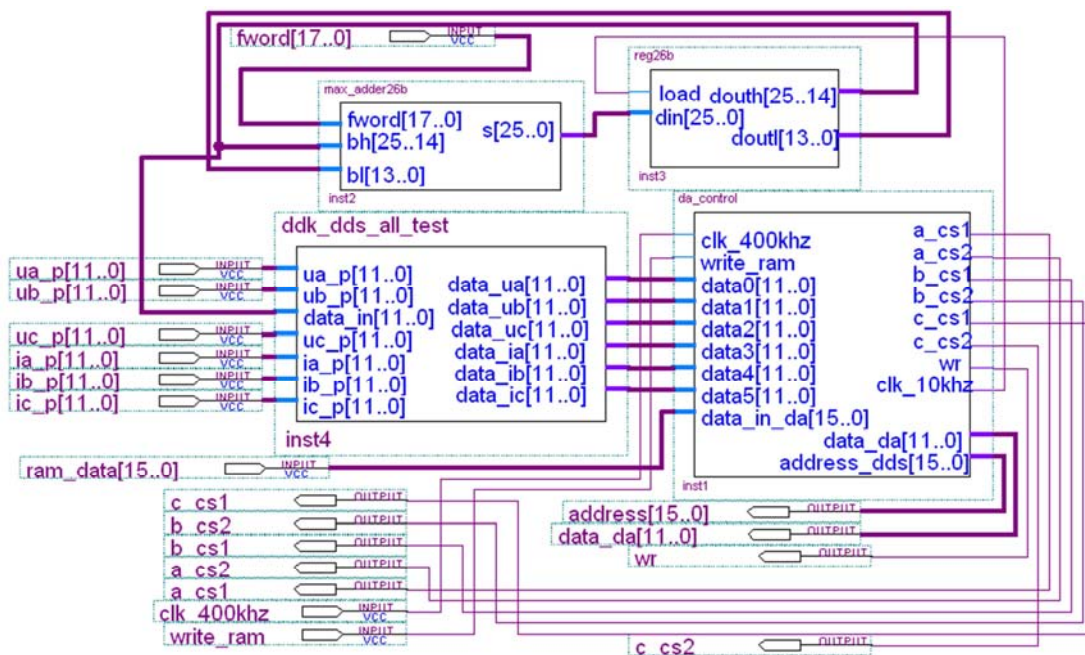 fword[17..0]
INPUT
VCC
max_adder26b
fword[17..0]
bh[25..14]
bl[13..0]
s[25..0]
inst2
reg26b
load
douth[25..14]
din[25..0]
doutl[13..0]
inst3
ddk_dds_all_test
ua_p[11..0]
INPUT
VCC
ub_p[11..0]
INPUT
VCC
uc_p[11..0]
INPUT
VCC
ia_p[11..0]
INPUT
VCC
ib_p[11..0]
INPUT
VCC
ic_p[11..0]
INPUT
VCC
ua_p[11..0]
ub_p[11..0]
data_in[11..0]
uc_p[11..0]
ia_p[11..0]
ib_p[11..0]
ic_p[11..0]
data_ua[11..0]
data_ub[11..0]
data_uc[11..0]
data_ia[11..0]
data_ib[11..0]
data_ic[11..0]
inst4
da_control
clk_400khz
write_ram
data0[11..0]
data1[11..0]
data2[11..0]
data3[11..0]
data4[11..0]
data5[11..0]
data_in_da[15..0]
a_cs1
a_cs2
b_cs1
b_cs2
c_cs1
c_cs2
wr
clk_10khz
data_da[11..0]
address_dds[15..0]
inst1
ram_data[15..0]
INPUT
VCC
c_cs1
OUTPUT
b_cs2
OUTPUT
b_cs1
OUTPUT
a_cs2
OUTPUT
a_cs1
OUTPUT
clk_400khz
INPUT
VCC
write_ram
INPUT
VCC
address[15..0]
OUTPUT
data_da[11..0]
OUTPUT
wr
OUTPUT
c_cs2
OUTPUT